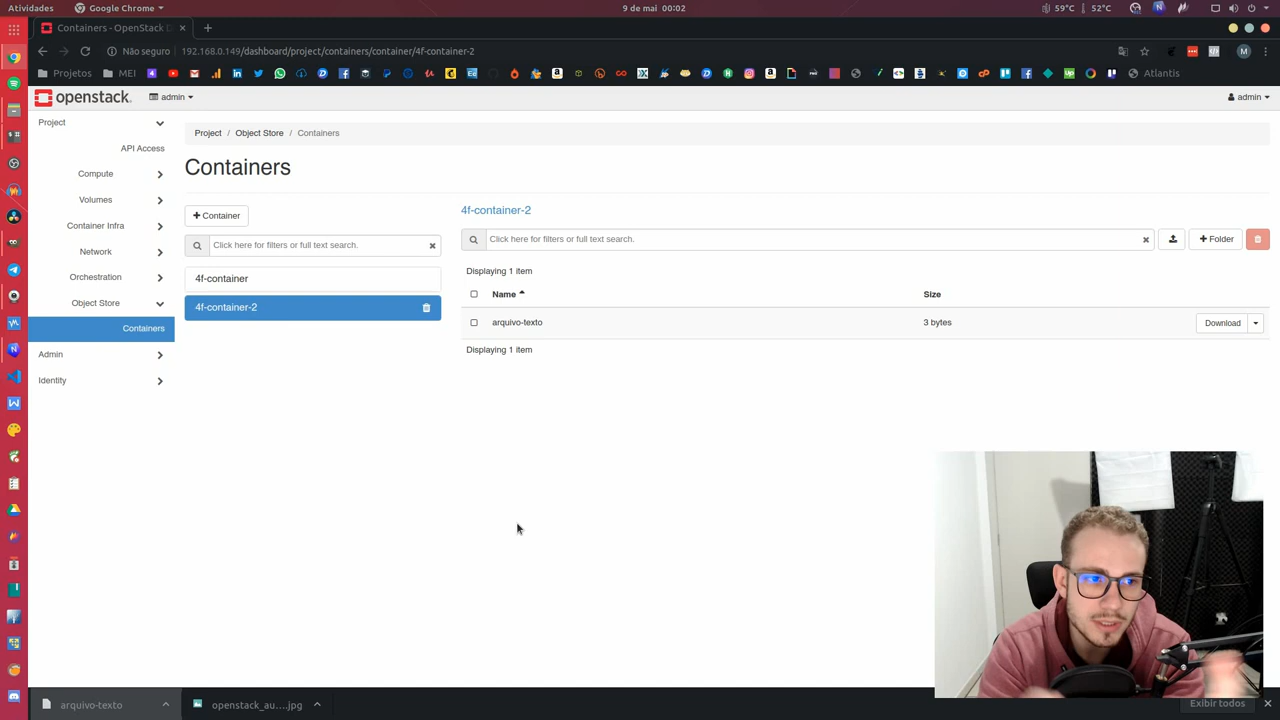 Atividades
Google Chrome
9 de mai 00:02
59°C
52°C
Containers - OpenStack D
Não seguro
192.168.0.149/dashboard/project/containers/container/4f-container-2
M
Projetos
MEI
Atlantis
openstack.
admin
admin
Project
API Access
Compute
Volumes
Container Infra
Network
Orchestration
Object Store
Containers
Admin
Identity
Project / Object Store / Containers
Containers
+ Container
Click here for filters or full text search.
4f-container
4f-container-2
4f-container-2
Click here for filters or full text search.
+ Folder
Displaying 1 item
Name
Size
arquivo-texto
3 bytes
Download
Displaying 1 item
arquivo-texto
openstack_au....jpg
Exibir todos